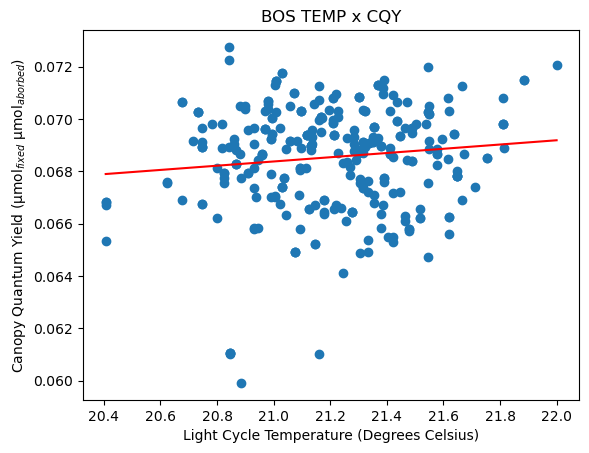 BOS TEMP x CQY
Canopy Quantum Yield (µmol_fixed µmol_aborbed)
0.072
0.070
0.068
0.066
0.064
0.062
0.060
20.4 20.6 20.8 21.0 21.2 21.4 21.6 21.8 22.0
Light Cycle Temperature (Degrees Celsius)